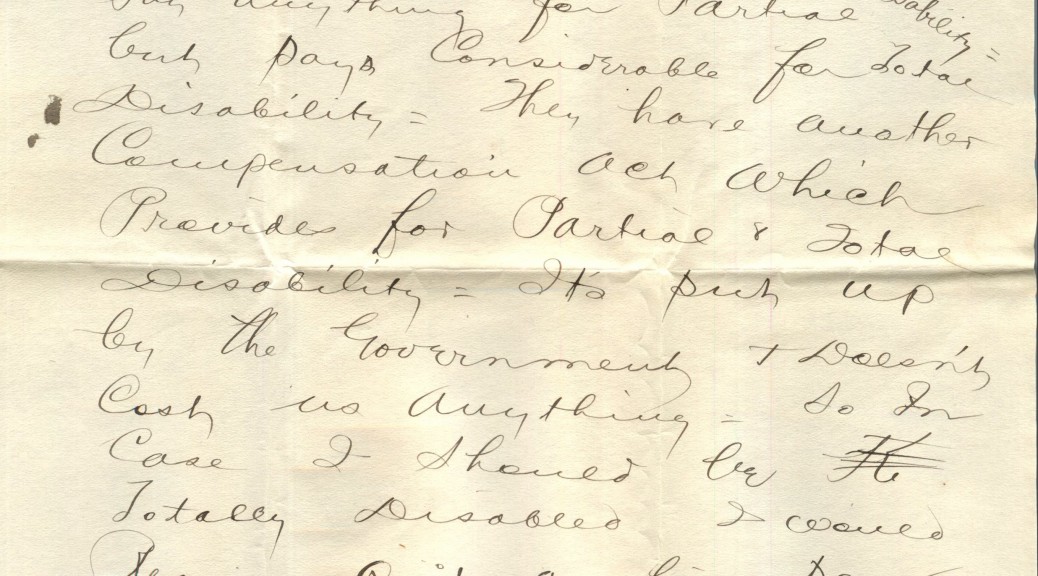 anything for Partial Disability =
but pays Considerable for Total
Disability = They have another
Compensation act which
Provides for Partial & Total
Disability = It's put up
by the Government + Doesn't
Cost us anything = So In
Case I should be
Totally Disabled I would